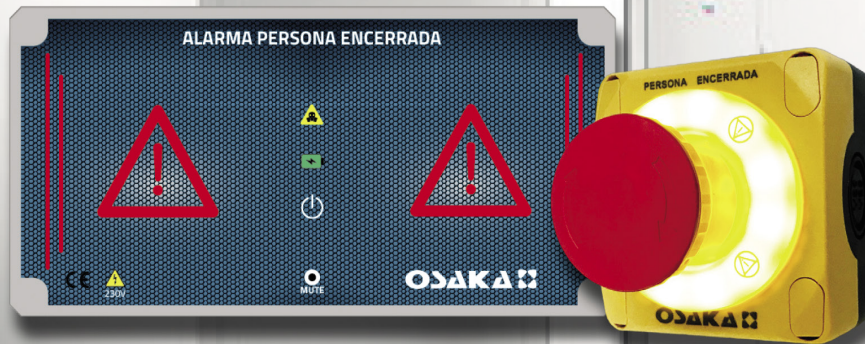 ALARMA PERSONA ENCERRADA
CE
230V
MUTE
OSAKA
PERSONA ENCERRADA
OSAKA